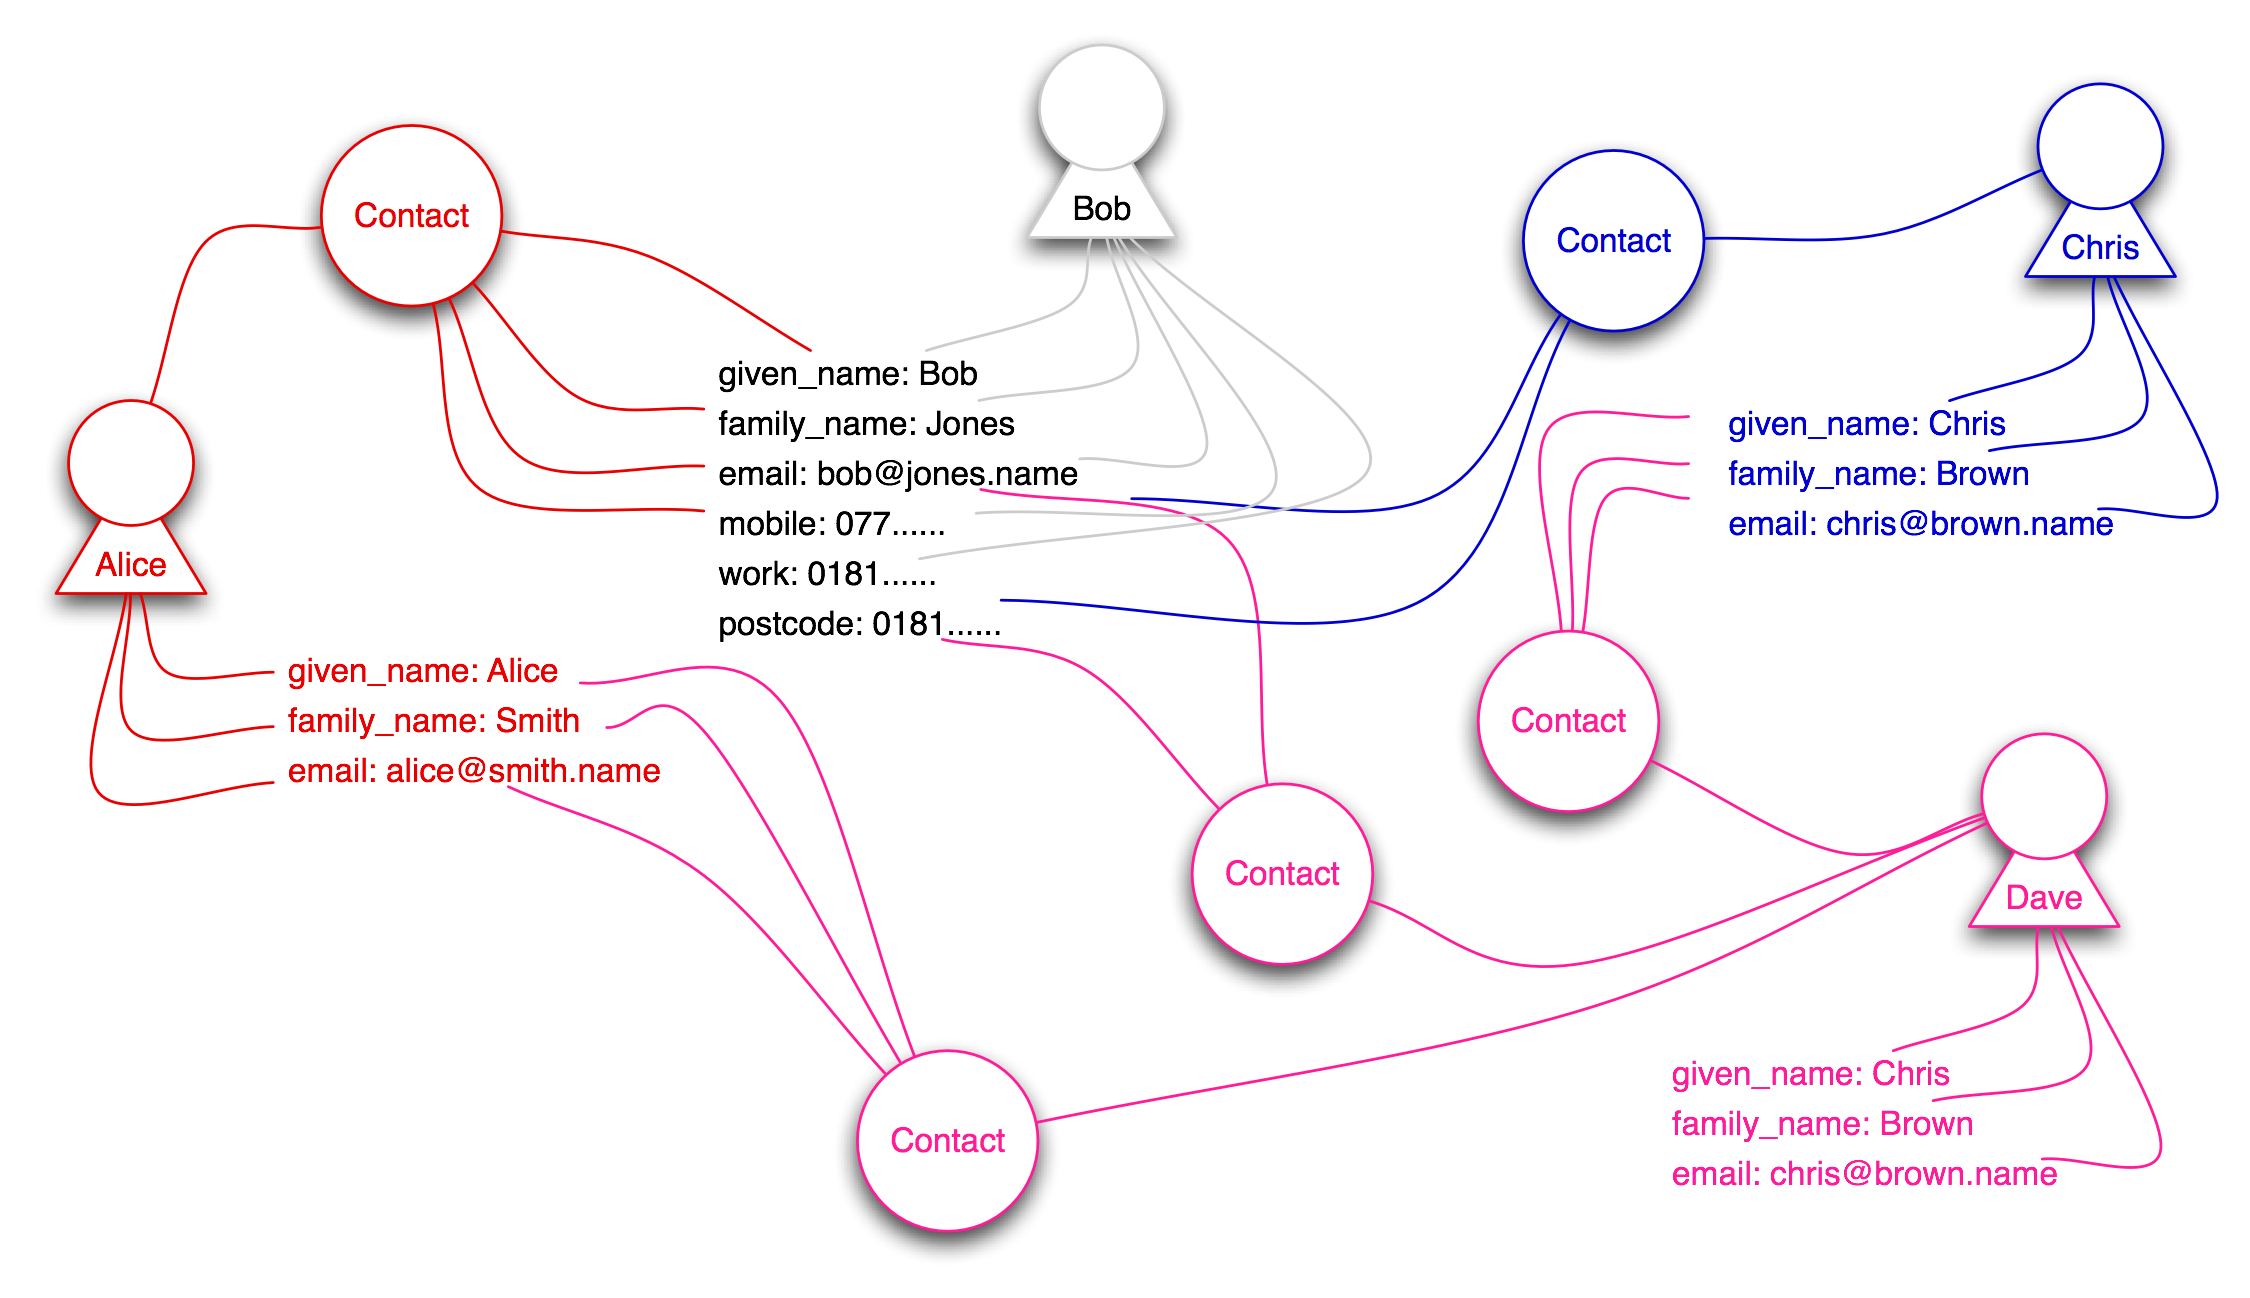 Contact
Bob
Contact
Chris
given_name: Bob
family_name: Jones
email: bob@jones.name
mobile: 077......
work: 0181......
postcode: 0181......
given_name: Chris
family_name: Brown
email: chris@brown.name
Alice
given_name: Alice
family_name: Smith
email: alice@smith.name
Contact
Contact
Dave
Contact
given_name: Chris
family_name: Brown
email: chris@brown.name